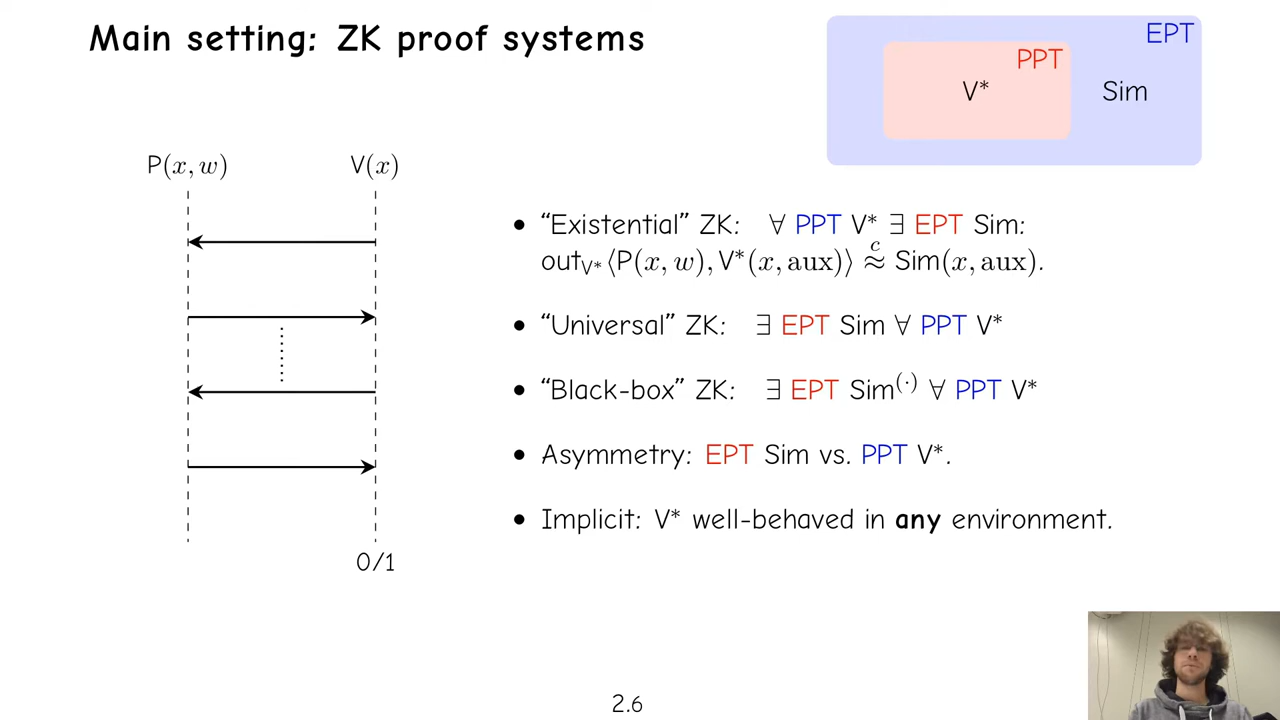 Main setting: ZK proof systems
EPT
PPT
V* Sim
P(x, w) V(x)
0/1
• “Existential” ZK: ∀ PPT V* ∃ EPT Sim:
out_V* ⟨P(x, w), V*(x, aux)⟩ ≈^c Sim(x, aux).
• “Universal” ZK: ∃ EPT Sim ∀ PPT V*
• “Black-box” ZK: ∃ EPT Sim^(·) ∀ PPT V*
• Asymmetry: EPT Sim vs. PPT V*.
• Implicit: V* well-behaved in any environment.
2.6